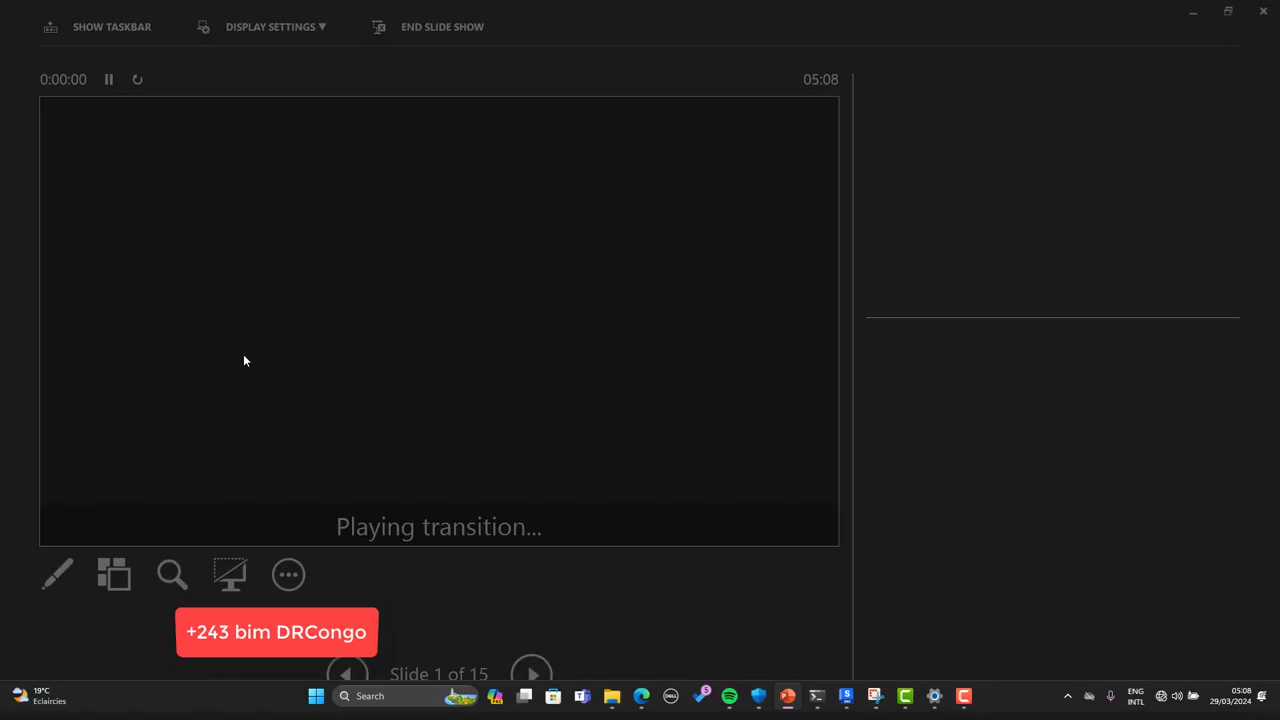 SHOW TASKBAR
DISPLAY SETTINGS ▼
END SLIDE SHOW
0:00:00
05:08
Playing transition...
+243 bim DRCongo
Slide 1 of 15
19°C
Eclaircies
Search
5
ENG
INTL
05:08
29/03/2024